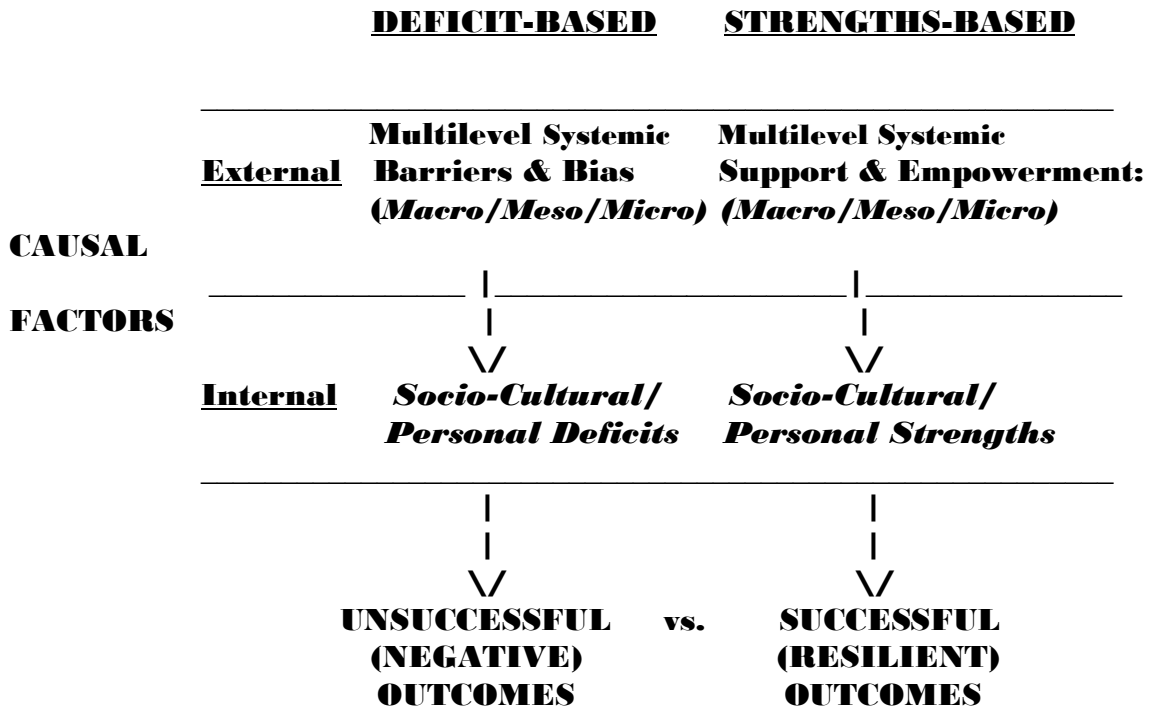 DEFICIT-BASED STRENGTHS-BASED
Multilevel Systemic Multilevel Systemic
External Barriers & Bias Support & Empowerment:
(Macro/Meso/Micro) (Macro/Meso/Micro)
CAUSAL
FACTORS
Internal Socio-Cultural/ Socio-Cultural/
Personal Deficits Personal Strengths
UNSUCCESSFUL vs. SUCCESSFUL
(NEGATIVE) (RESILIENT)
OUTCOMES OUTCOMES